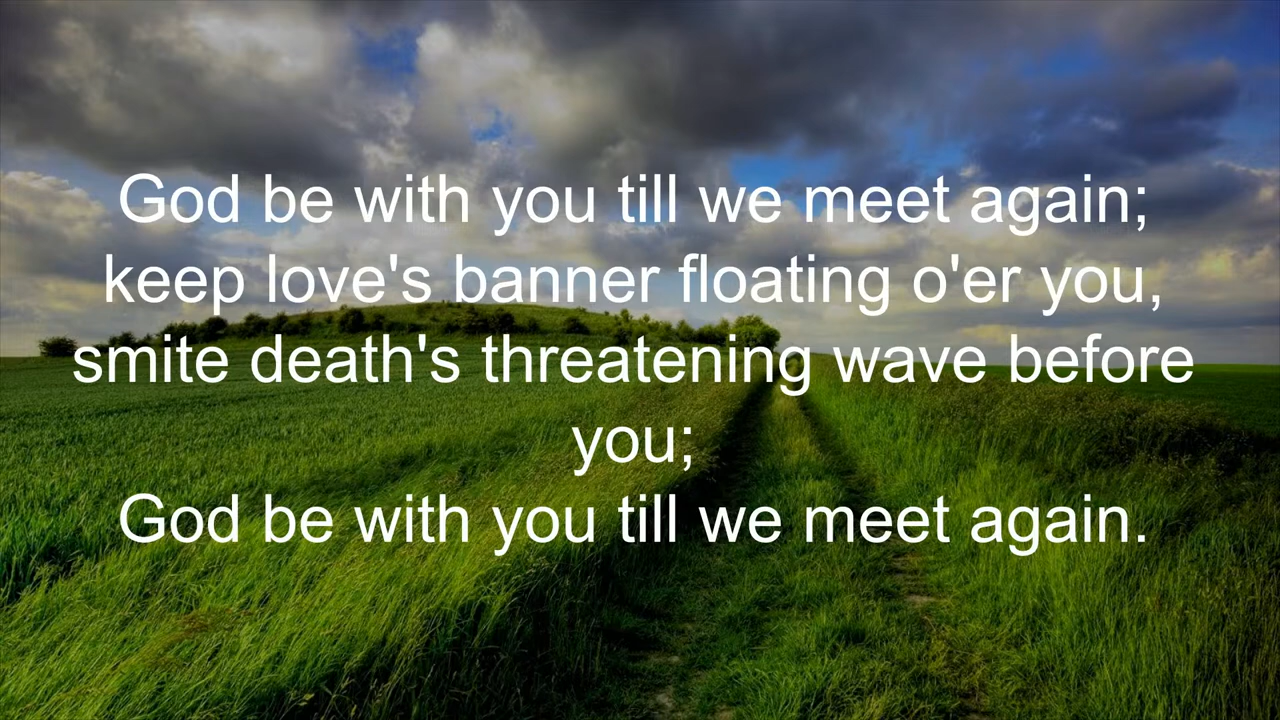 God be with you till we meet again;
keep love's banner floating o'er you,
smite death's threatening wave before
you;
God be with you till we meet again.